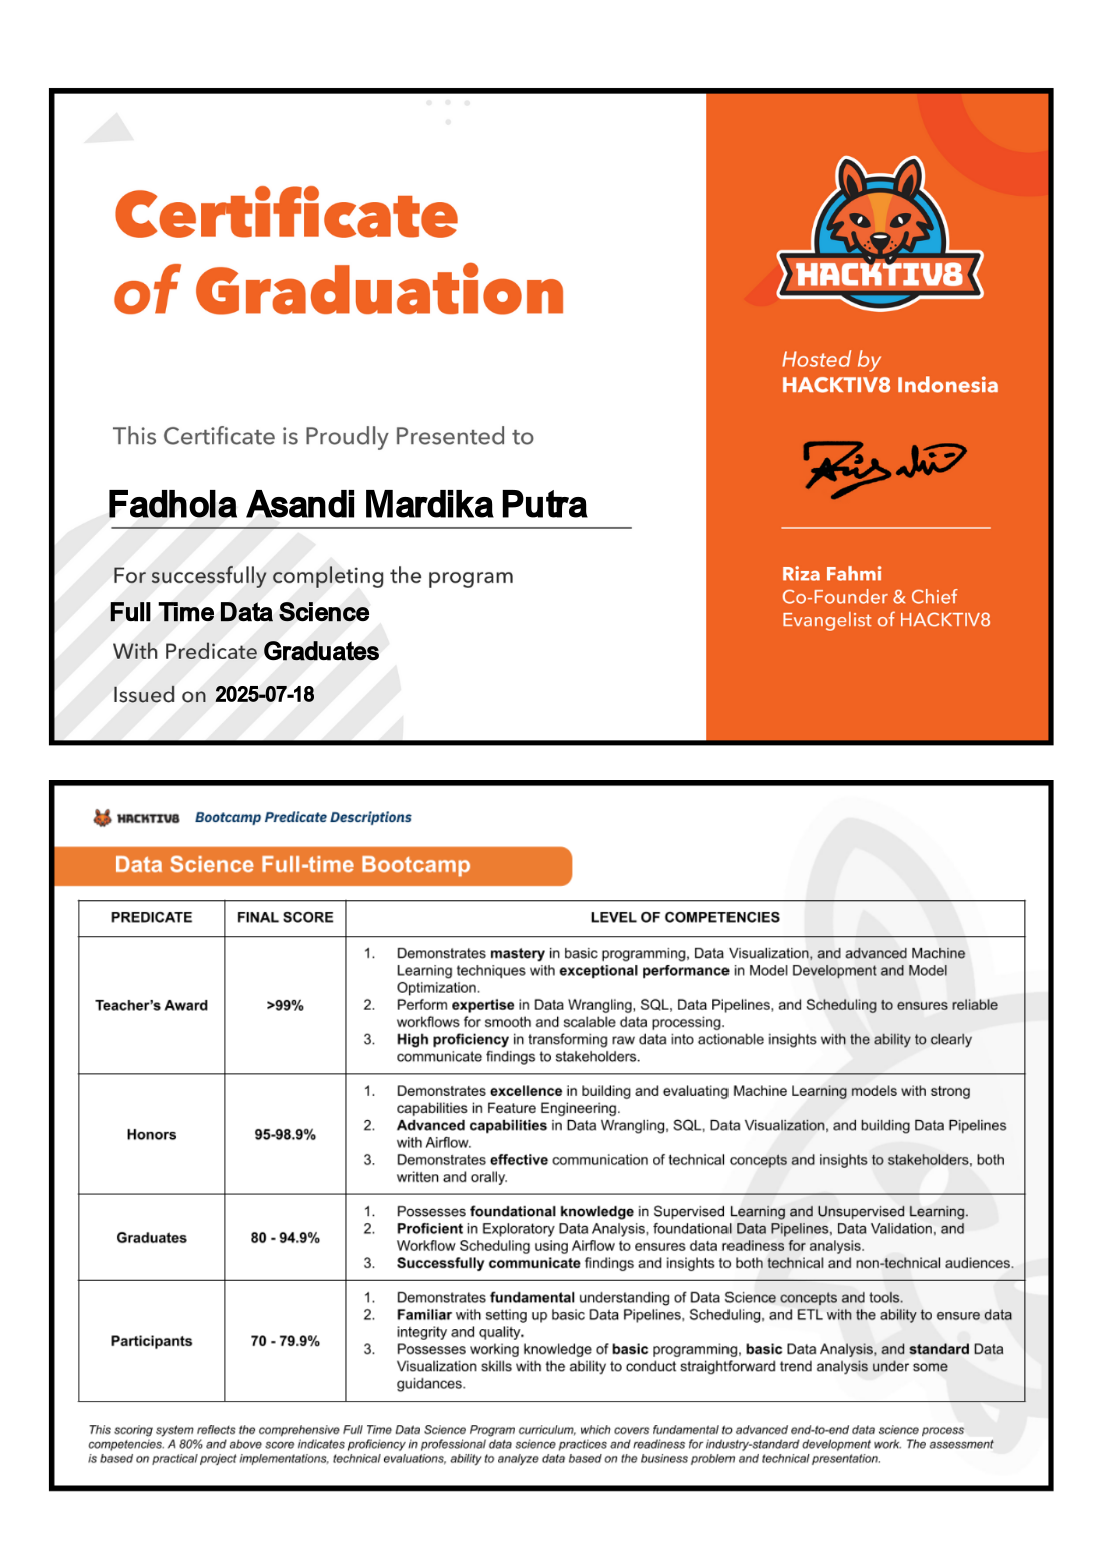 Certificate
of Graduation
HACKTIV8
Hosted by
HACKTIV8 Indonesia
This Certificate is Proudly Presented to
Fadhola Asandi Mardika Putra
For successfully completing the program
Full Time Data Science
With Predicate Graduates
Issued on 2025-07-18
Riza Fahmi
Co-Founder & Chief
Evangelist of HACKTIV8
HACKTIV8 Bootcamp Predicate Descriptions
Data Science Full-time Bootcamp
PREDICATE FINAL SCORE LEVEL OF COMPETENCIES
Teacher's Award >99%
1. Demonstrates mastery in basic programming, Data Visualization, and advanced Machine
Learning techniques with exceptional performance in Model Development and Model
Optimization.
2. Perform expertise in Data Wrangling, SQL, Data Pipelines, and Scheduling to ensures reliable
workflows for smooth and scalable data processing.
3. High proficiency in transforming raw data into actionable insights with the ability to clearly
communicate findings to stakeholders.
Honors 95-98.9%
1. Demonstrates excellence in building and evaluating Machine Learning models with strong
capabilities in Feature Engineering.
2. Advanced capabilities in Data Wrangling, SQL, Data Visualization, and building Data Pipelines
with Airflow.
3. Demonstrates effective communication of technical concepts and insights to stakeholders, both
written and orally.
Graduates 80 - 94.9%
1. Possesses foundational knowledge in Supervised Learning and Unsupervised Learning.
2. Proficient in Exploratory Data Analysis, foundational Data Pipelines, Data Validation, and
Workflow Scheduling using Airflow to ensures data readiness for analysis.
3. Successfully communicate findings and insights to both technical and non-technical audiences.
Participants 70 - 79.9%
1. Demonstrates fundamental understanding of Data Science concepts and tools.
2. Familiar with setting up basic Data Pipelines, Scheduling, and ETL with the ability to ensure data
integrity and quality.
3. Possesses working knowledge of basic programming, basic Data Analysis, and standard Data
Visualization skills with the ability to conduct straightforward trend analysis under some
guidances.
This scoring system reflects the comprehensive Full Time Data Science Program curriculum, which covers fundamental to advanced end-to-end data science process
competencies. A 80% and above score indicates proficiency in professional data science practices and readiness for industry-standard development work. The assessment
is based on practical project implementations, technical evaluations, ability to analyze data based on the business problem and technical presentation.